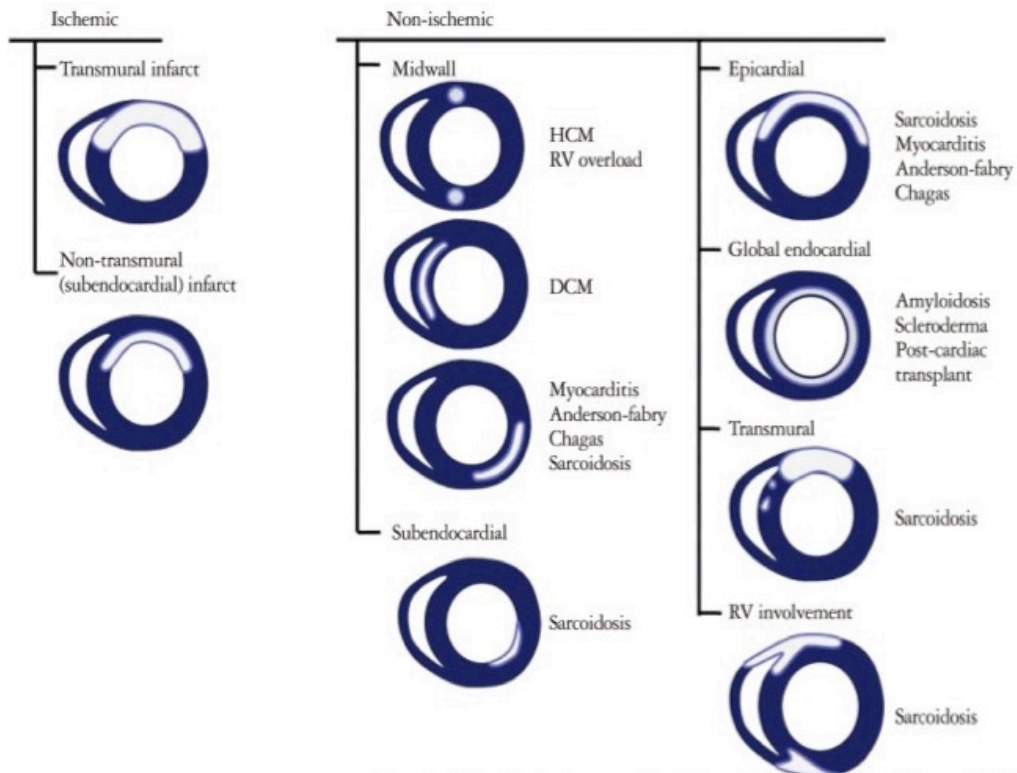 Ischemic
Transmural infarct
Non-transmural
(subendocardial) infarct
Non-ischemic
Midwall
HCM
RV overload
DCM
Myocarditis
Anderson-fabry
Chagas
Sarcoidosis
Subendocardial
Sarcoidosis
Epicardial
Sarcoidosis
Myocarditis
Anderson-fabry
Chagas
Global endocardial
Amyloidosis
Scleroderma
Post-cardiac
transplant
Transmural
Sarcoidosis
RV involvement
Sarcoidosis